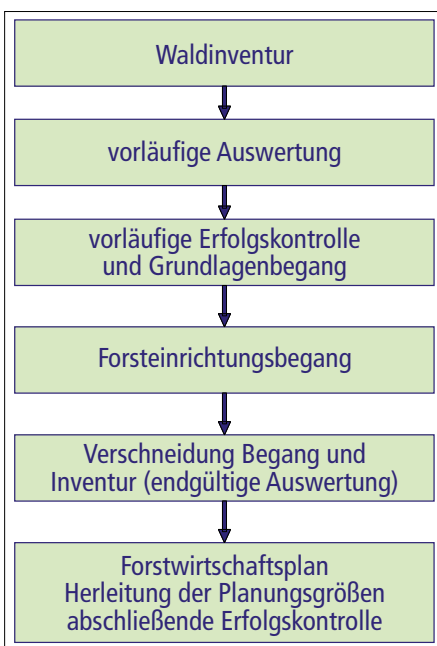 Waldinventur
vorläufige Auswertung
vorläufige Erfolgskontrolle
und Grundlagenbegang
Forsteinrichtungsbegang
Verschneidung Begang und
Inventur (endgültige Auswertung)
Forstwirtschaftsplan
Herleitung der Planungsgrößen
abschließende Erfolgskontrolle